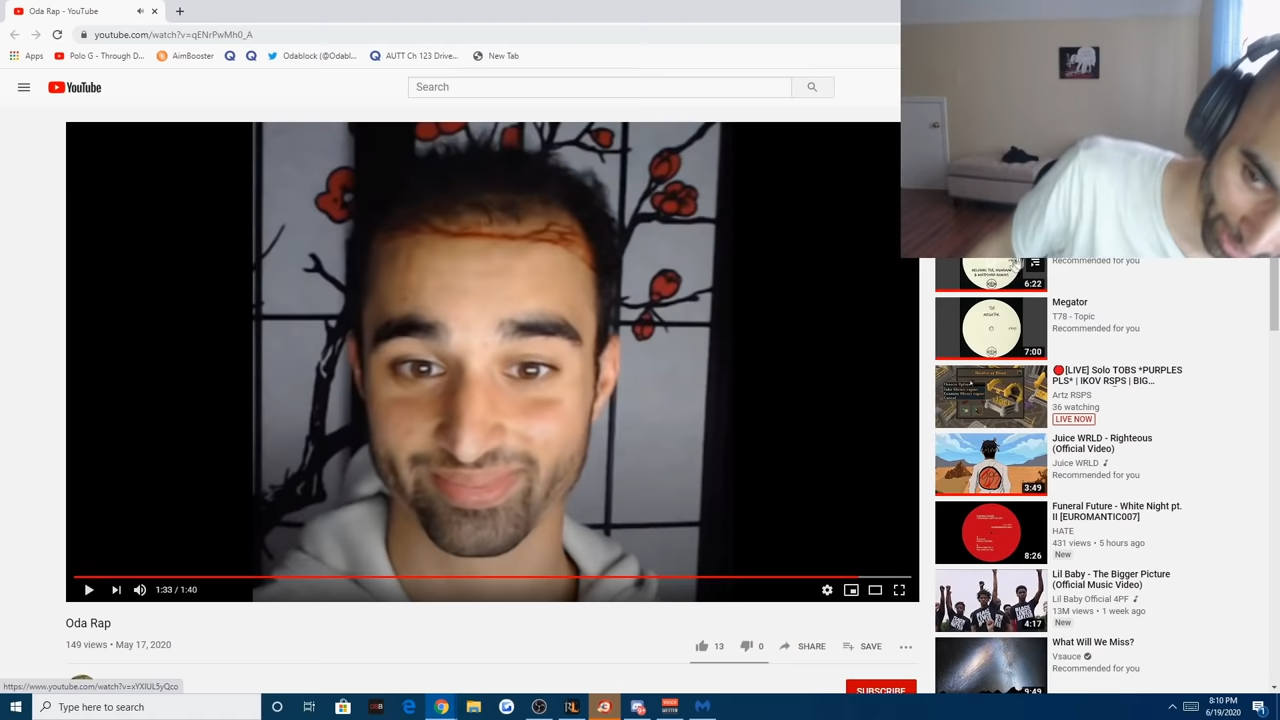 Oda Rap - YouTube
youtube.com/watch?v=qENrPwMh0_A
Apps
Polo G - Through D...
AimBooster
Odablock (@Odabl...
AUTT Ch 123 Drive...
New Tab
YouTube
Search
Recommended for you
6:22
Megator
T78 - Topic
Recommended for you
7:00
[LIVE] Solo TOBS *PURPLES
PLS* | IKOV RSPS | BIG...
Artz RSPS
36 watching
LIVE NOW
Juice WRLD - Righteous
(Official Video)
Juice WRLD
Recommended for you
3:49
Funeral Future - White Night pt.
II [EUROMANTIC007]
HATE
431 views • 5 hours ago
New
8:26
Lil Baby - The Bigger Picture
(Official Music Video)
Lil Baby Official 4PF
13M views • 1 week ago
New
4:17
What Will We Miss?
Vsauce
Recommended for you
9:49
1:33 / 1:40
Oda Rap
149 views • May 17, 2020
13
0
SHARE
SAVE
SUBSCRIBE
https://www.youtube.com/watch?v=xYXIUL5yQco
Type here to search
8:10 PM
6/19/2020